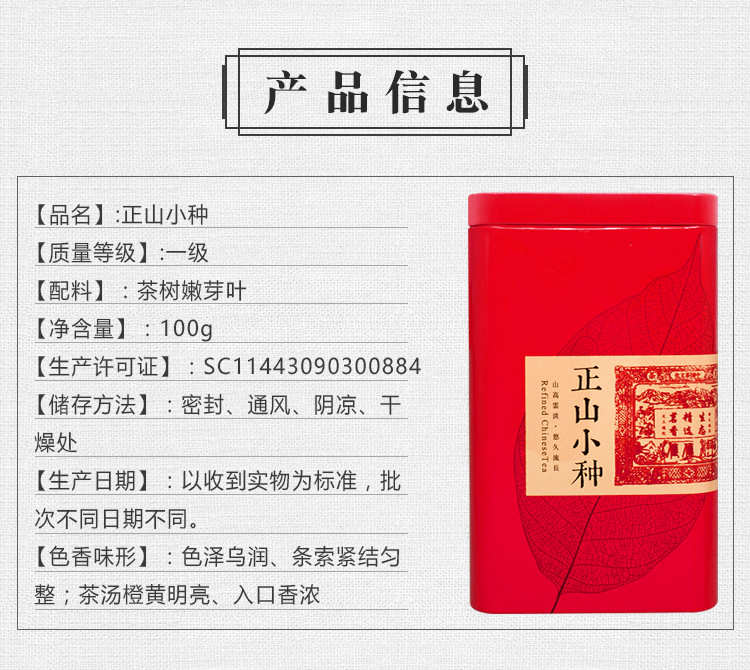 产品信息
【品名】:正山小种
【质量等级】:一级
【配料】：茶树嫩芽叶
【净含量】：100g
【生产许可证】：SC11443090300884
【储存方法】：密封、通风、阴凉、干
燥处
【生产日期】：以收到实物为标准，批
次不同日期不同。
【色香味形】：色泽乌润、条索紧结匀
整；茶汤橙黄明亮、入口香浓
正山小种
山高雲淡·悠久流長
Refined ChineseTea